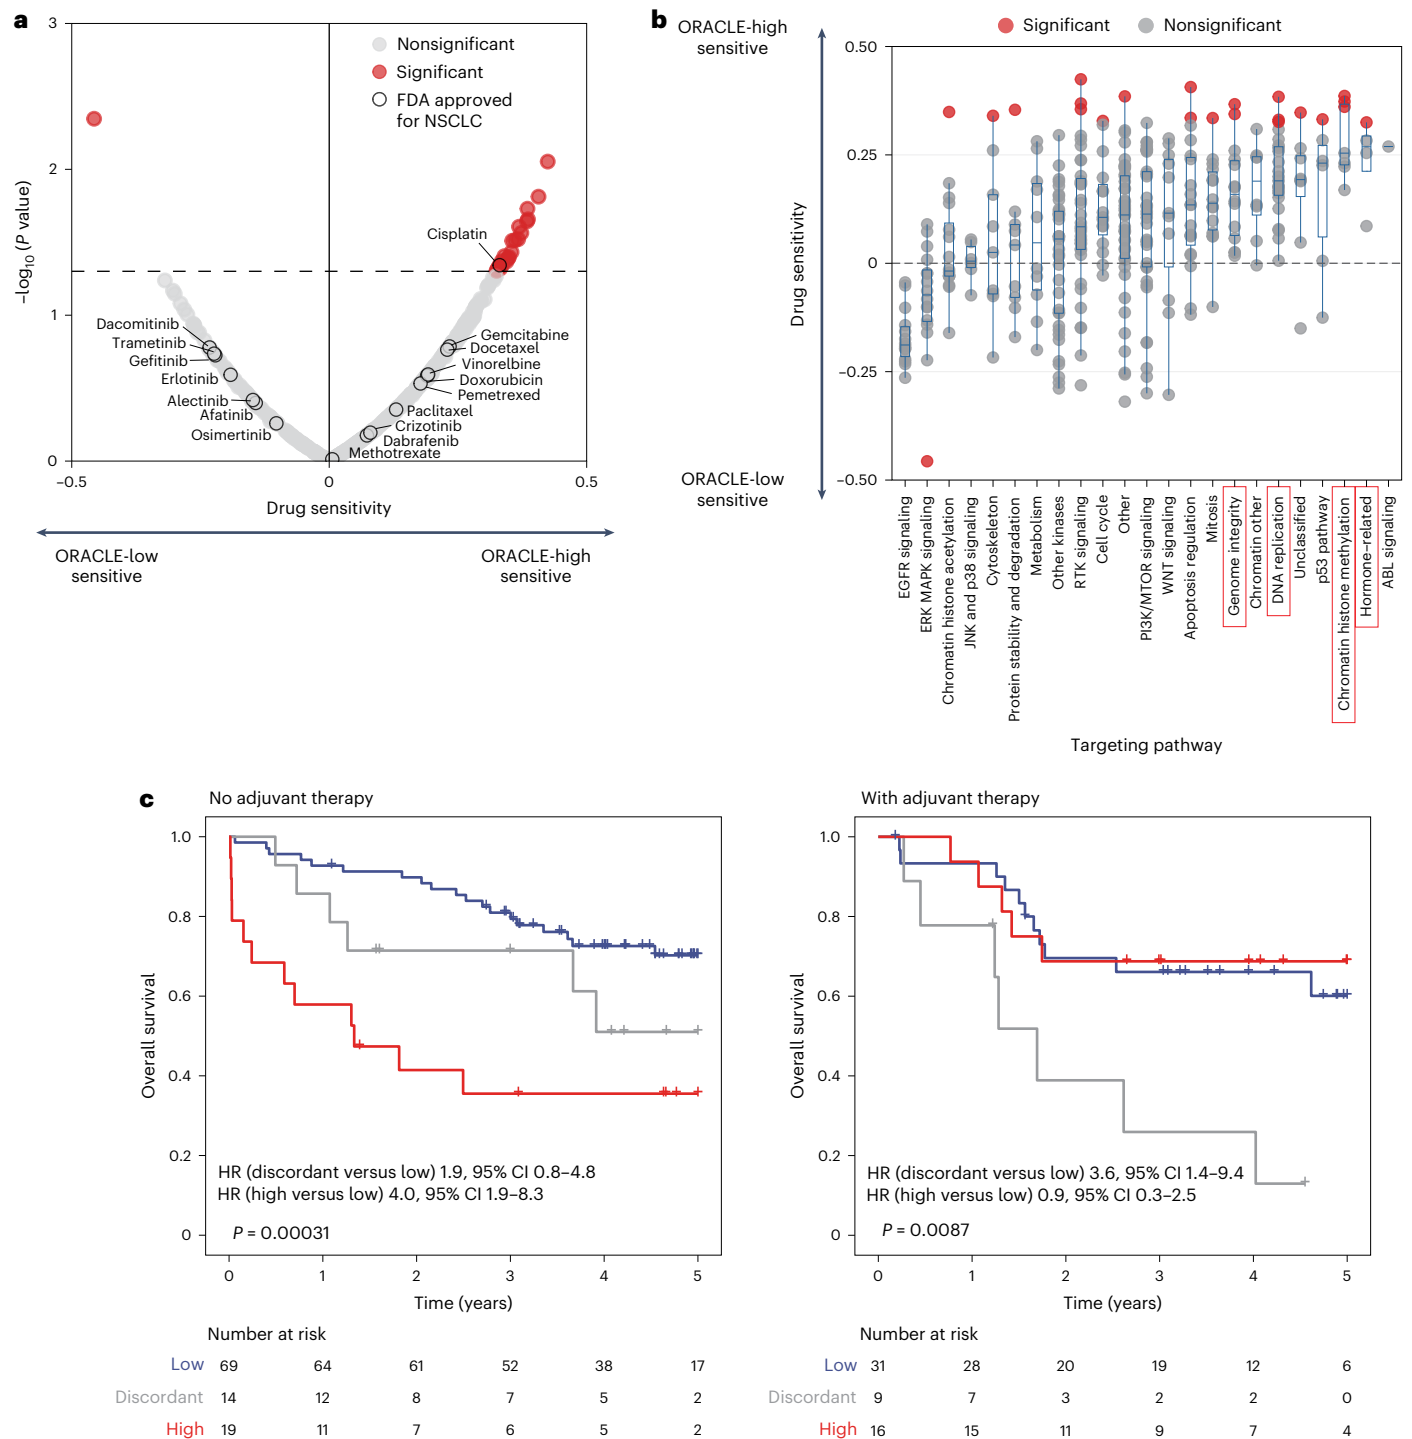 a
3
2
1
0
−log10 (P value)
Nonsignificant
Significant
FDA approved
for NSCLC
Cisplatin
Dacomitinib
Trametinib
Gefitinib
Erlotinib
Alectinib
Afatinib
Osimertinib
Gemcitabine
Docetaxel
Vinorelbine
Doxorubicin
Pemetrexed
Paclitaxel
Crizotinib
Dabrafenib
Methotrexate
−0.5 0 0.5
Drug sensitivity
ORACLE-low
sensitive
ORACLE-high
sensitive
b
ORACLE-high
sensitive
ORACLE-low
sensitive
Significant Nonsignificant
0.50
0.25
0
−0.25
−0.50
Drug sensitivity
EGFR signaling
ERK MAPK signaling
Chromatin histone acetylation
JNK and p38 signaling
Cytoskeleton
Protein stability and degradation
Metabolism
Other kinases
RTK signaling
Cell cycle
Other
PI3K/MTOR signaling
WNT signaling
Apoptosis regulation
Mitosis
Genome integrity
Chromatin other
DNA replication
Unclassified
p53 pathway
Chromatin histone methylation
Hormone-related
ABL signaling
Targeting pathway
c
No adjuvant therapy
1.0
0.8
0.6
0.4
0.2
0
Overall survival
HR (discordant versus low) 1.9, 95% CI 0.8–4.8
HR (high versus low) 4.0, 95% CI 1.9–8.3
P = 0.00031
0 1 2 3 4 5
Time (years)
Number at risk
Low 69 64 61 52 38 17
Discordant 14 12 8 7 5 2
High 19 11 7 6 5 2
With adjuvant therapy
1.0
0.8
0.6
0.4
0.2
0
Overall survival
HR (discordant versus low) 3.6, 95% CI 1.4–9.4
HR (high versus low) 0.9, 95% CI 0.3–2.5
P = 0.0087
0 1 2 3 4 5
Time (years)
Number at risk
Low 31 28 20 19 12 6
Discordant 9 7 3 2 2 0
High 16 15 11 9 7 4